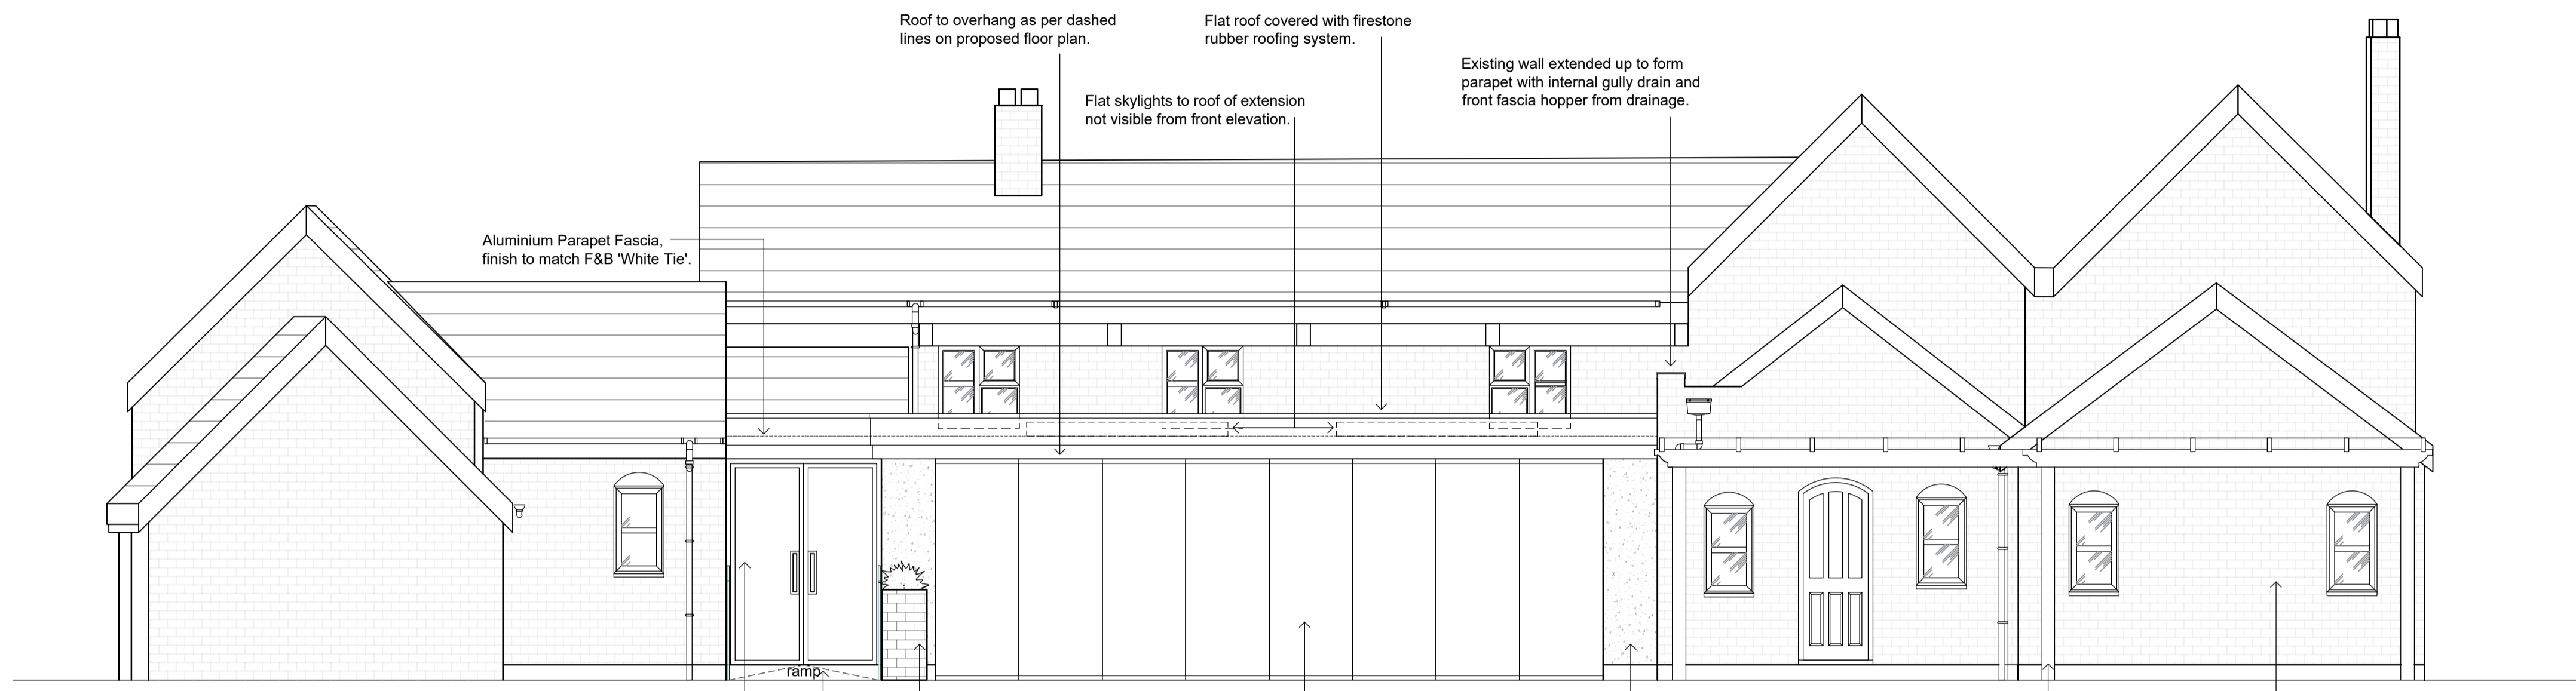 Roof to overhang as per dashed
lines on proposed floor plan.
Flat roof covered with firestone
rubber roofing system.
Existing wall extended up to form
parapet with internal gully drain and
front fascia hopper from drainage.
Flat skylights to roof of extension
not visible from front elevation.
Aluminium Parapet Fascia,
finish to match F&B 'White Tie'.
ramp